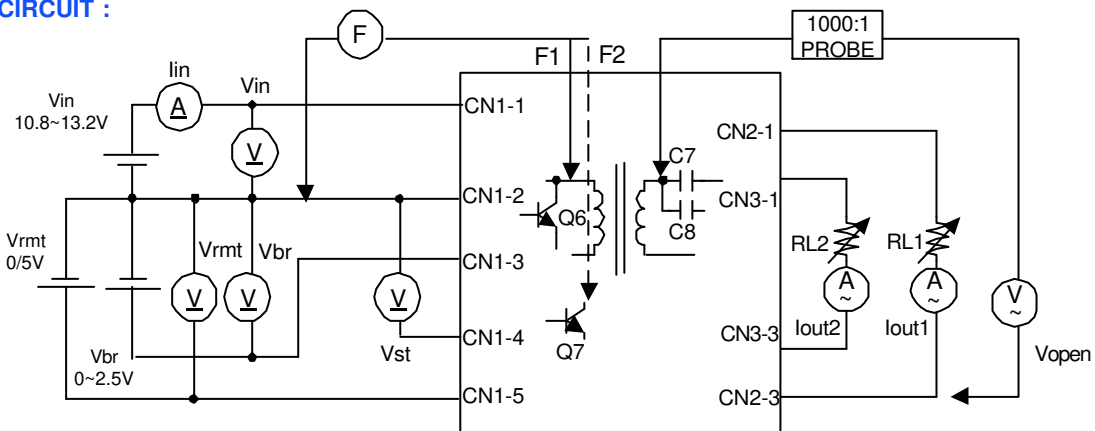 CIRCUIT :
F
F1
F2
1000:1
PROBE
Iin
Vin
Vin
10.8~13.2V
A
V
CN1-1
CN2-1
C7
CN1-2
Q6
C8
CN3-1
Vrmt
0/5V
Vrmt
Vbr
V
V
V
CN1-3
RL2
RL1
A
~
A
~
V
~
Iout2
Iout1
Vopen
CN3-3
Vbr
0~2.5V
Vst
CN1-4
Q7
CN1-5
CN2-3